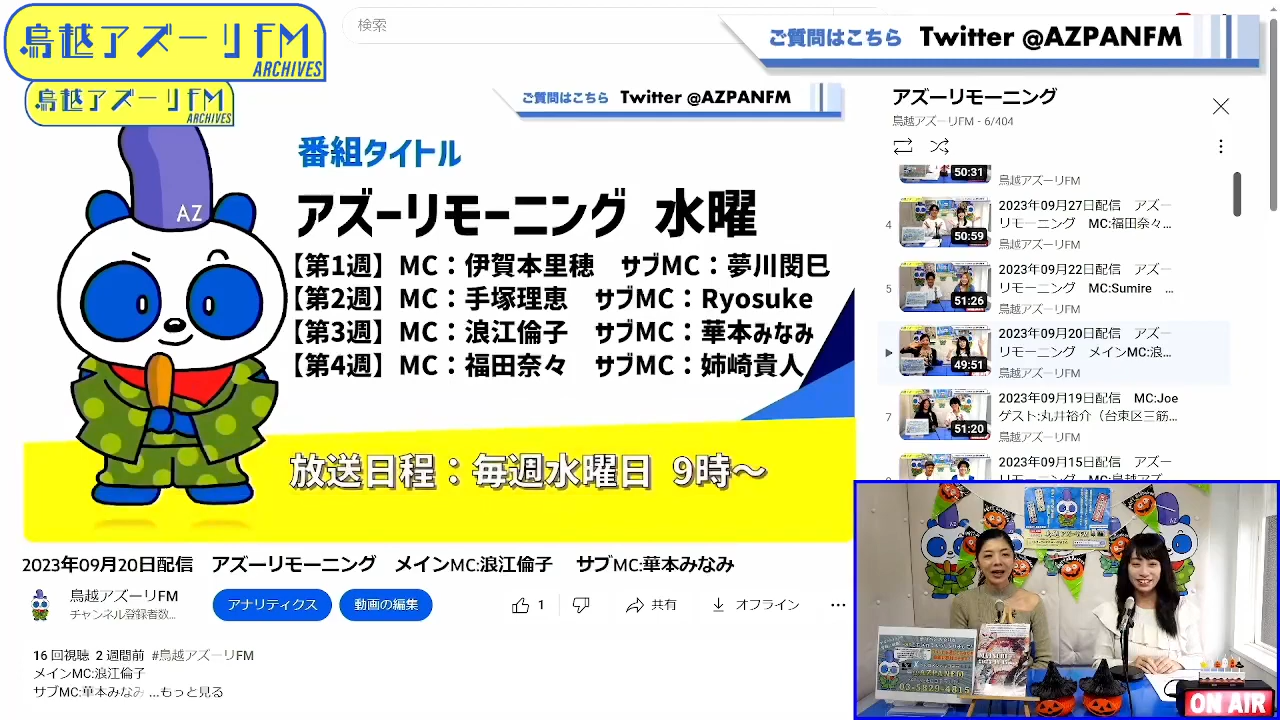 鳥越アズーリFM
ARCHIVES
検索
ご質問はこちら Twitter @AZPANFM
鳥越アズーリFM
ARCHIVES
ご質問はこちら Twitter @AZPANFM
AZ
番組タイトル
アズーリモーニング 水曜
【第1週】MC：伊賀本里穂 サブMC：夢川閔巳
【第2週】MC：手塚理恵 サブMC：Ryosuke
【第3週】MC：浪江倫子 サブMC：華本みなみ
【第4週】MC：福田奈々 サブMC：姉崎貴人
放送日程：毎週水曜日 9時～
2023年09月20日配信 アズーリモーニング メインMC:浪江倫子 サブMC:華本みなみ
鳥越アズーリFM
チャンネル登録者数...
アナリティクス
動画の編集
1
共有
オフライン
16 回視聴 2 週間前 #鳥越アズーリFM
メインMC:浪江倫子
サブMC:華本みなみ ...もっと見る
アズーリモーニング
鳥越アズーリFM - 6/404
50:31
鳥越アズーリFM
4
50:59
2023年09月27日配信 アズー
リモーニング MC:福田奈々...
鳥越アズーリFM
5
51:26
2023年09月22日配信 アズー
リモーニング MC:Sumire ...
鳥越アズーリFM
49:51
2023年09月20日配信 アズー
リモーニング メインMC:浪...
鳥越アズーリFM
7
51:20
2023年09月19日配信 MC:Joe
ゲスト:丸井裕介（台東区三筋...
鳥越アズーリFM
2023年09月15日配信 アズー
リモーニング MC:鳥越アズ...
AZPANFM
03-5829-4815
ON AIR